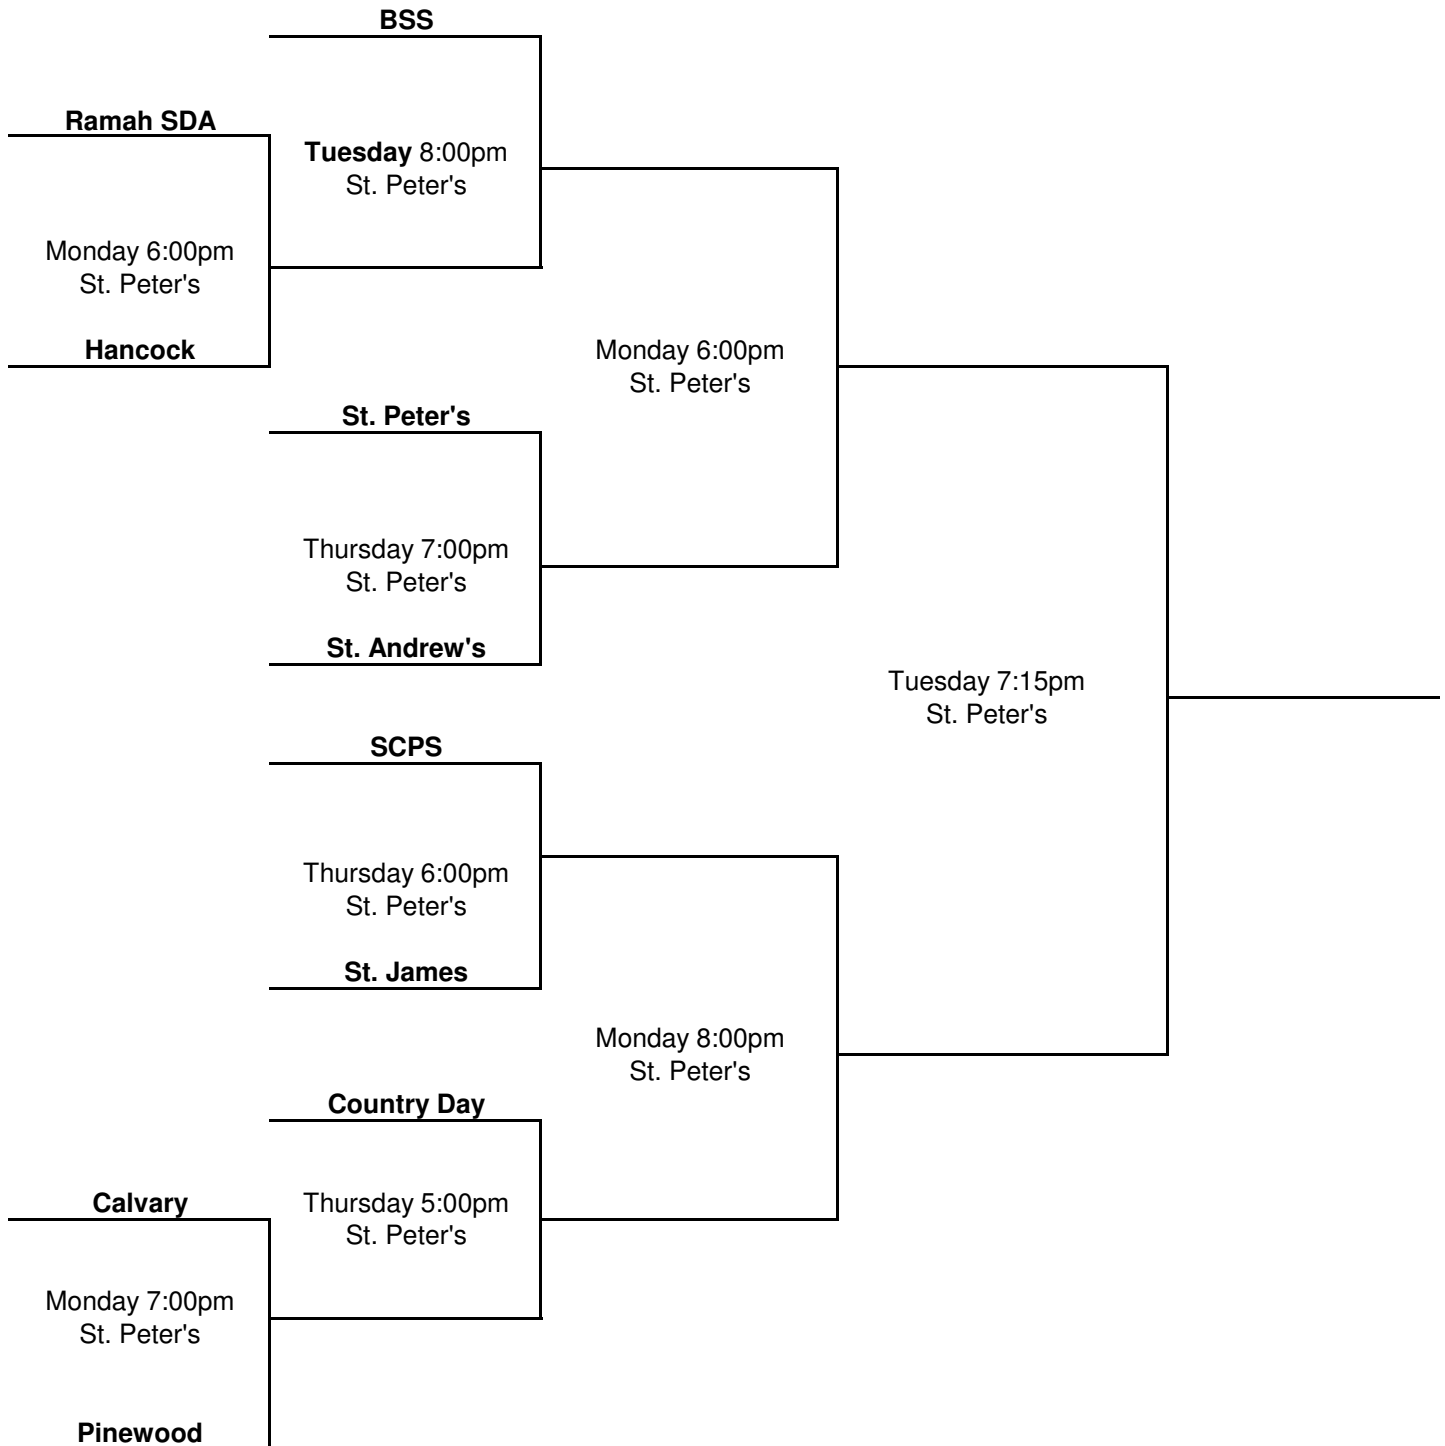 BSS
Ramah SDA
Tuesday 8:00pm
St. Peter's
Monday 6:00pm
St. Peter's
Hancock
Monday 6:00pm
St. Peter's
St. Peter's
Thursday 7:00pm
St. Peter's
St. Andrew's
Tuesday 7:15pm
St. Peter's
SCPS
Thursday 6:00pm
St. Peter's
St. James
Monday 8:00pm
St. Peter's
Country Day
Calvary
Thursday 5:00pm
St. Peter's
Monday 7:00pm
St. Peter's
Pinewood